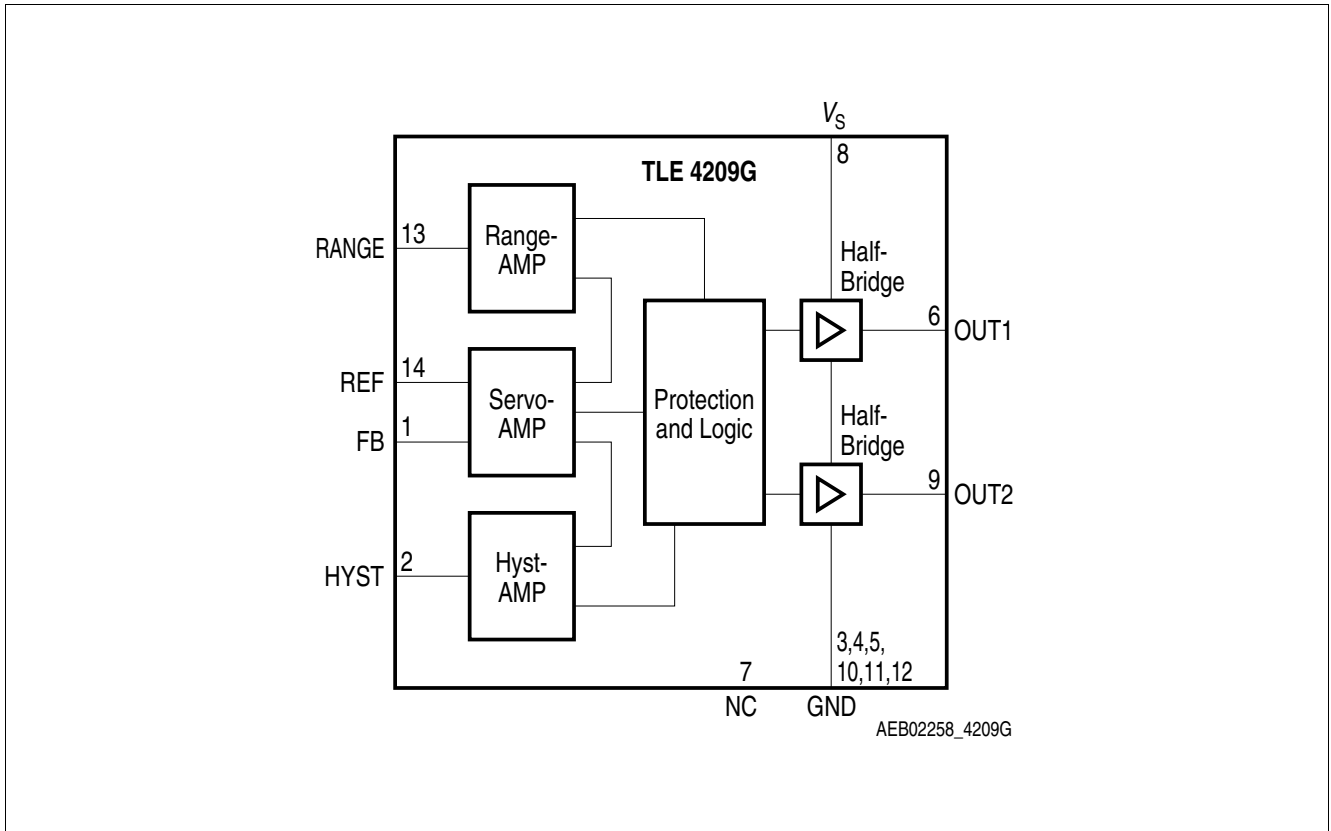 VS
8
TLE 4209G
RANGE
13
Range-
AMP
Half-
Bridge
6
OUT1
REF
14
FB
1
Servo-
AMP
Protection
and Logic
Half-
Bridge
9
OUT2
HYST
2
Hyst-
AMP
3,4,5,
10,11,12
7
NC
GND
AEB02258_4209G